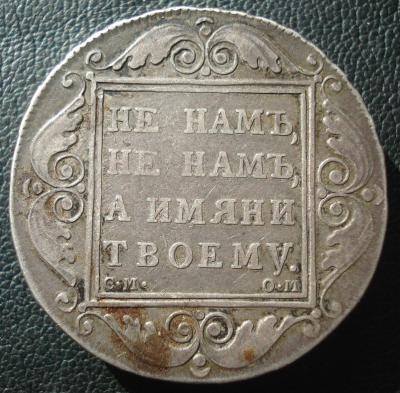 НЕ НАМЪ,
НЕ НАМЪ,
А ИМЯНИ
ТВОЕМУ.
С•М• О•М